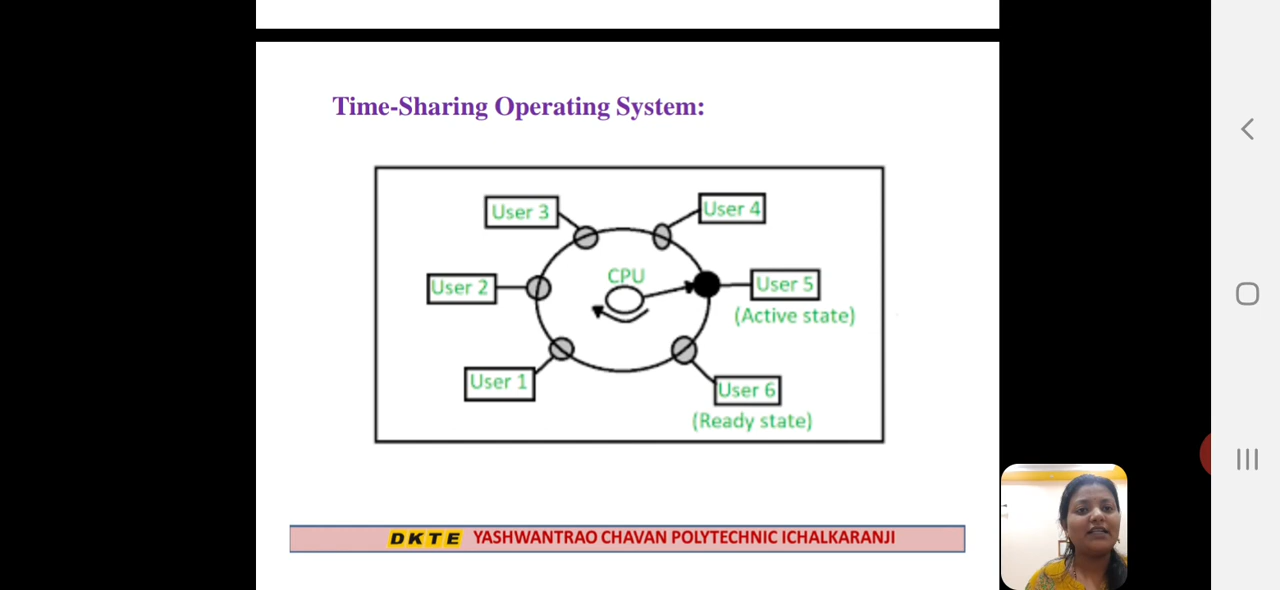 Time-Sharing Operating System:
User 3
User 4
User 2
CPU
User 5
(Active state)
User 1
User 6
(Ready state)
DKTE YASHWANTRAO CHAVAN POLYTECHNIC ICHALKARANJI